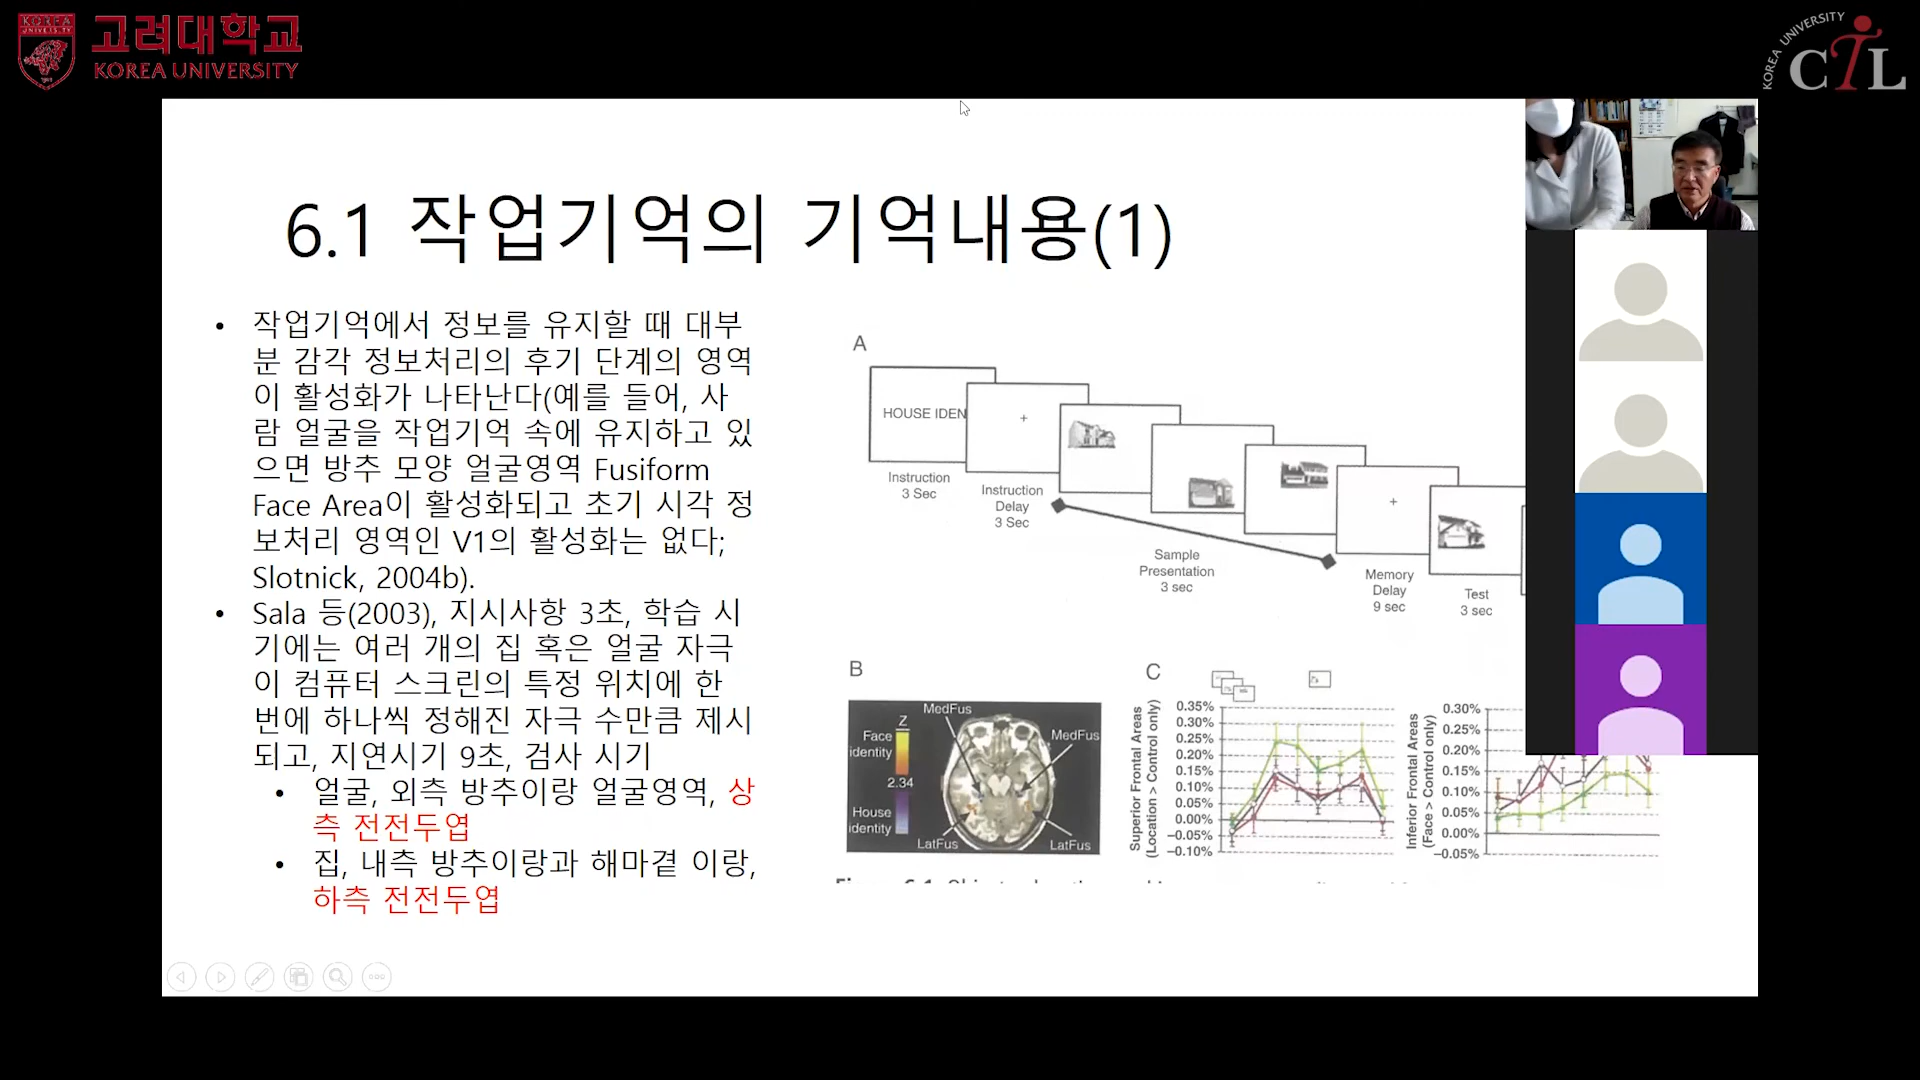 고려대학교
KOREA UNIVERSITY
KOREA UNIVERSITY
CTL
6.1 작업기억의 기억내용(1)
• 작업기억에서 정보를 유지할 때 대부
분 감각 정보처리의 후기 단계의 영역
이 활성화가 나타난다(예를 들어, 사
람 얼굴을 작업기억 속에 유지하고 있
으면 방추 모양 얼굴영역 Fusiform
Face Area이 활성화되고 초기 시각 정
보처리 영역인 V1의 활성화는 없다;
Slotnick, 2004b).
• Sala 등(2003), 지시사항 3초, 학습 시
기에는 여러 개의 집 혹은 얼굴 자극
이 컴퓨터 스크린의 특정 위치에 한
번에 하나씩 정해진 자극 수만큼 제시
되고, 지연시기 9초, 검사 시기
• 얼굴, 외측 방추이랑 얼굴영역, 상
측 전전두엽
• 집, 내측 방추이랑과 해마곁 이랑,
하측 전전두엽
A
HOUSE IDEN
Instruction
3 Sec
Instruction
Delay
3 Sec
Sample
Presentation
3 sec
Memory
Delay
9 sec
Test
3 sec
B
MedFus
MedFus
Z
Face
identity
2.34
House
identity
LatFus
LatFus
C
Superior Frontal Areas
(Location > Control only)
0.35%
0.30%
0.25%
0.20%
0.15%
0.10%
0.05%
0.00%
−0.05%
−0.10%
Inferior Frontal Areas
(Face > Control only)
0.30%
0.25%
0.20%
0.15%
0.10%
0.05%
0.00%
−0.05%